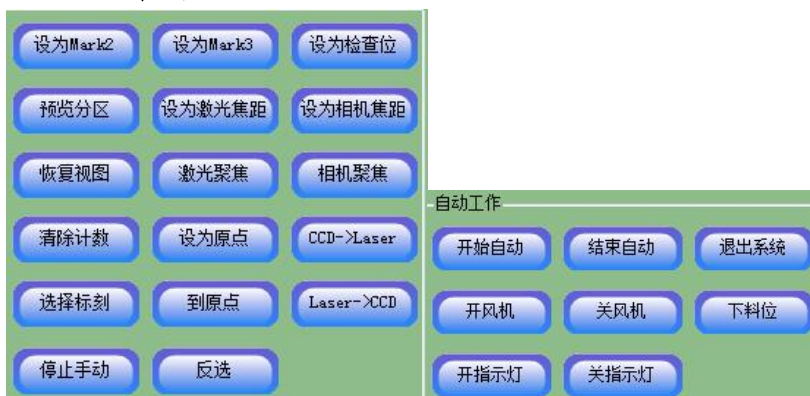 设为Mark2 设为Mark3 设为检查位
预览分区 设为激光焦距 设为相机焦距
恢复视图 激光聚焦 相机聚焦
清除计数 设为原点 CCD->Laser
选择标刻 到原点 Laser->CCD
停止手动 反选
自动工作
开始自动 结束自动 退出系统
开风机 关风机 下料位
开指示灯 关指示灯